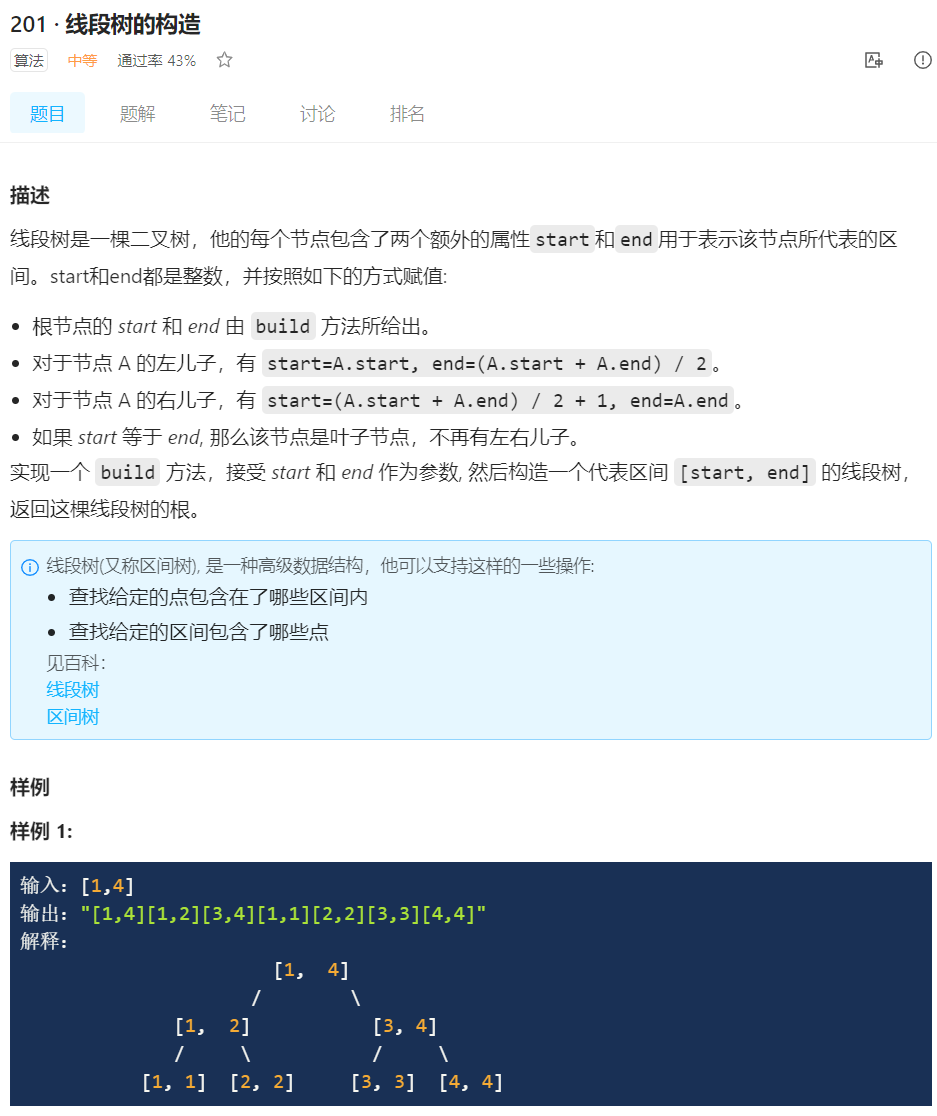 201 · 线段树的构造
算法 中等 通过率 43%
题目 题解 笔记 讨论 排名
描述
线段树是一棵二叉树，他的每个节点包含了两个额外的属性start和end用于表示该节点所代表的区
间。start和end都是整数，并按照如下的方式赋值:
• 根节点的 start 和 end 由 build 方法所给出。
• 对于节点 A 的左儿子，有 start=A.start, end=(A.start + A.end) / 2。
• 对于节点 A 的右儿子，有 start=(A.start + A.end) / 2 + 1, end=A.end。
• 如果 start 等于 end, 那么该节点是叶子节点，不再有左右儿子。
实现一个 build 方法，接受 start 和 end 作为参数, 然后构造一个代表区间 [start, end] 的线段树，
返回这棵线段树的根。
线段树(又称区间树), 是一种高级数据结构，他可以支持这样的一些操作:
• 查找给定的点包含在了哪些区间内
• 查找给定的区间包含了哪些点
见百科：
线段树
区间树
样例
样例 1:
输入：[1,4]
输出："[1,4][1,2][3,4][1,1][2,2][3,3][4,4]"
解释：
[1, 4]
/ \
[1, 2] [3, 4]
/ \ / \
[1, 1] [2, 2] [3, 3] [4, 4]